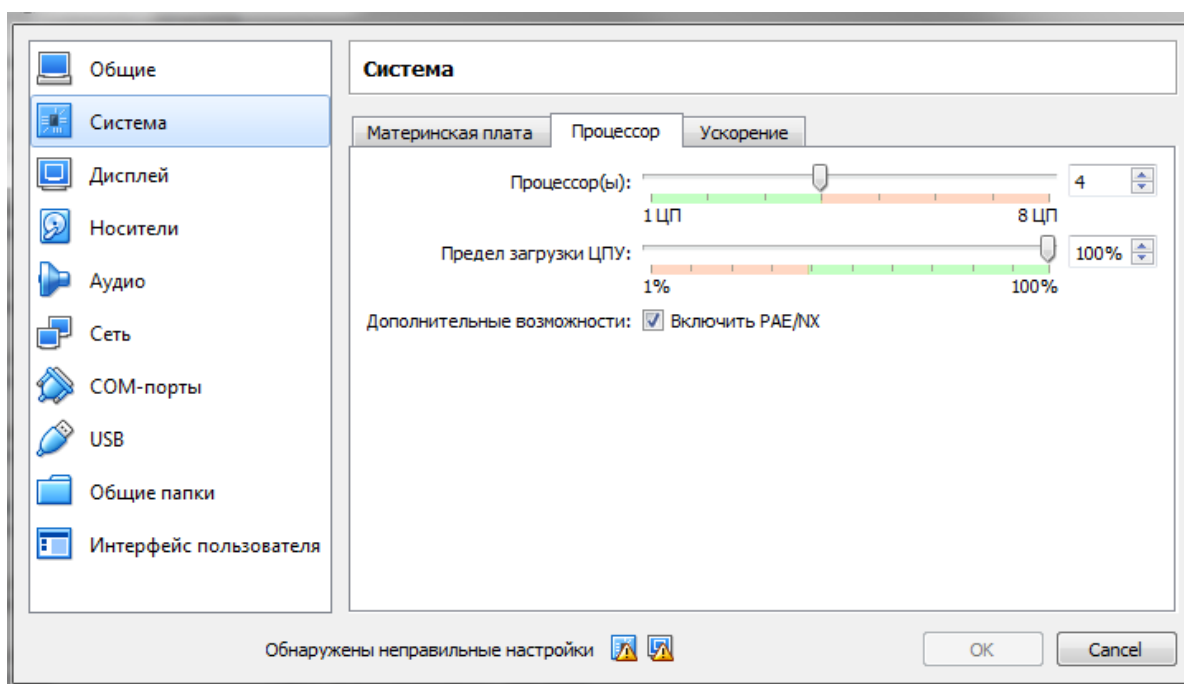 Общие
Система
Дисплей
Носители
Аудио
Сеть
COM-порты
USB
Общие папки
Интерфейс пользователя
Система
Материнская плата Процессор Ускорение
Процессор(ы): 4
1 ЦП 8 ЦП
Предел загрузки ЦПУ: 100%
1% 100%
Дополнительные возможности: Включить PAE/NX
Обнаружены неправильные настройки OK Cancel